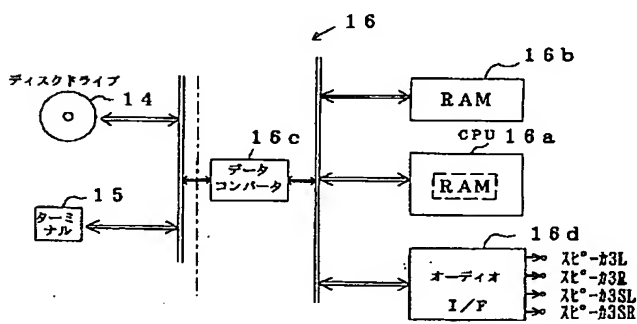 16
ディスクドライブ
14
16b
RAM
16c
CPU 16a
データ
コンバータ
RAM
15
ターミ
ナル
16d
オーディオ
I/F
スピーカ3L
スピーカ3R
スピーカ3SL
スピーカ3SR